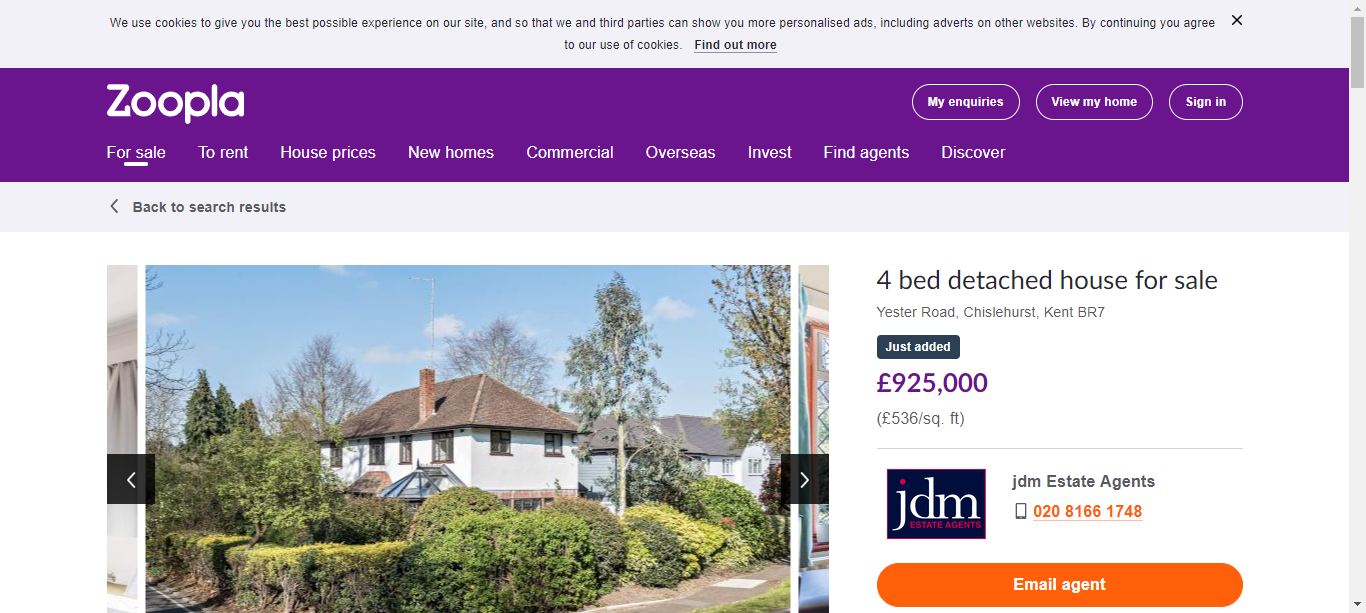 We use cookies to give you the best possible experience on our site, and so that we and third parties can show you more personalised ads, including adverts on other websites. By continuing you agree
to our use of cookies. Find out more
Zoopla
My enquiries
View my home
Sign in
For sale
To rent
House prices
New homes
Commercial
Overseas
Invest
Find agents
Discover
Back to search results
4 bed detached house for sale
Yester Road, Chislehurst, Kent BR7
Just added
£925,000
(£536/sq. ft)
jdm
ESTATE AGENTS
jdm Estate Agents
020 8166 1748
Email agent